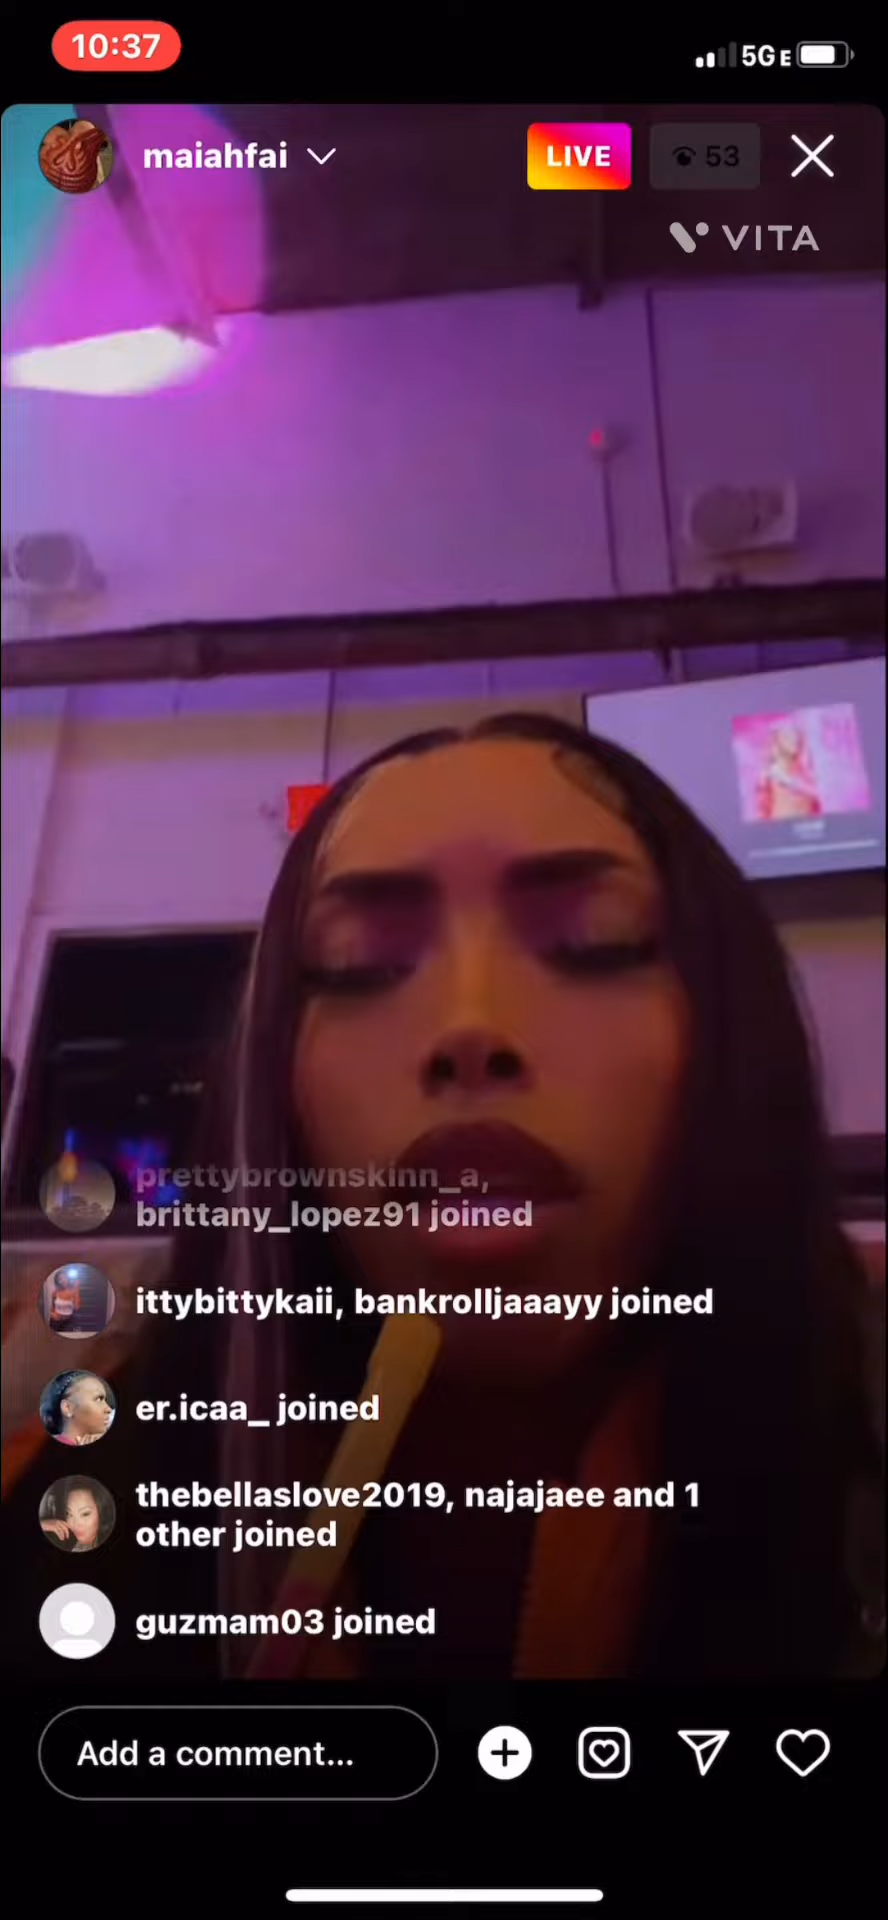 10:37
5GE
maiahfai
LIVE
53
VITA
prettybrownskinn_a,
brittany_lopez91 joined
ittybittykaii, bankrolljaaayy joined
er.icaa_ joined
thebellaslove2019, najajaee and 1
other joined
guzmam03 joined
Add a comment...